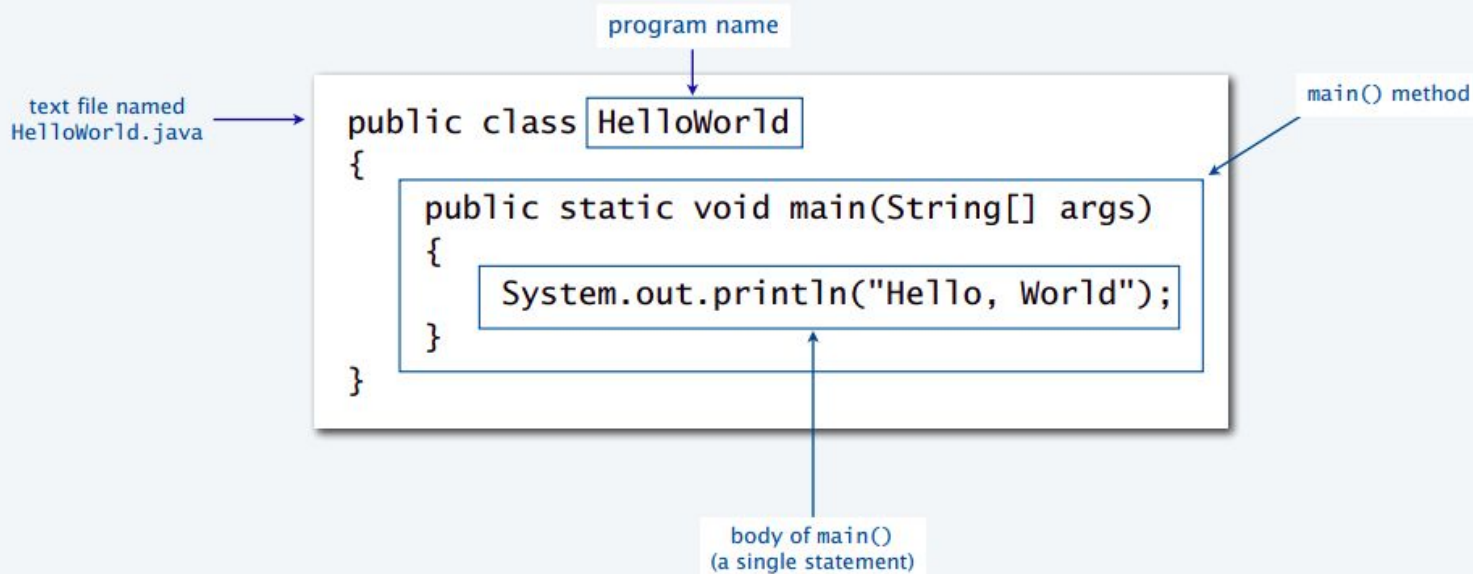 program name
text file named
HelloWorld.java
main() method
public class HelloWorld
{
public static void main(String[] args)
{
System.out.println("Hello, World");
}
}
body of main()
(a single statement)